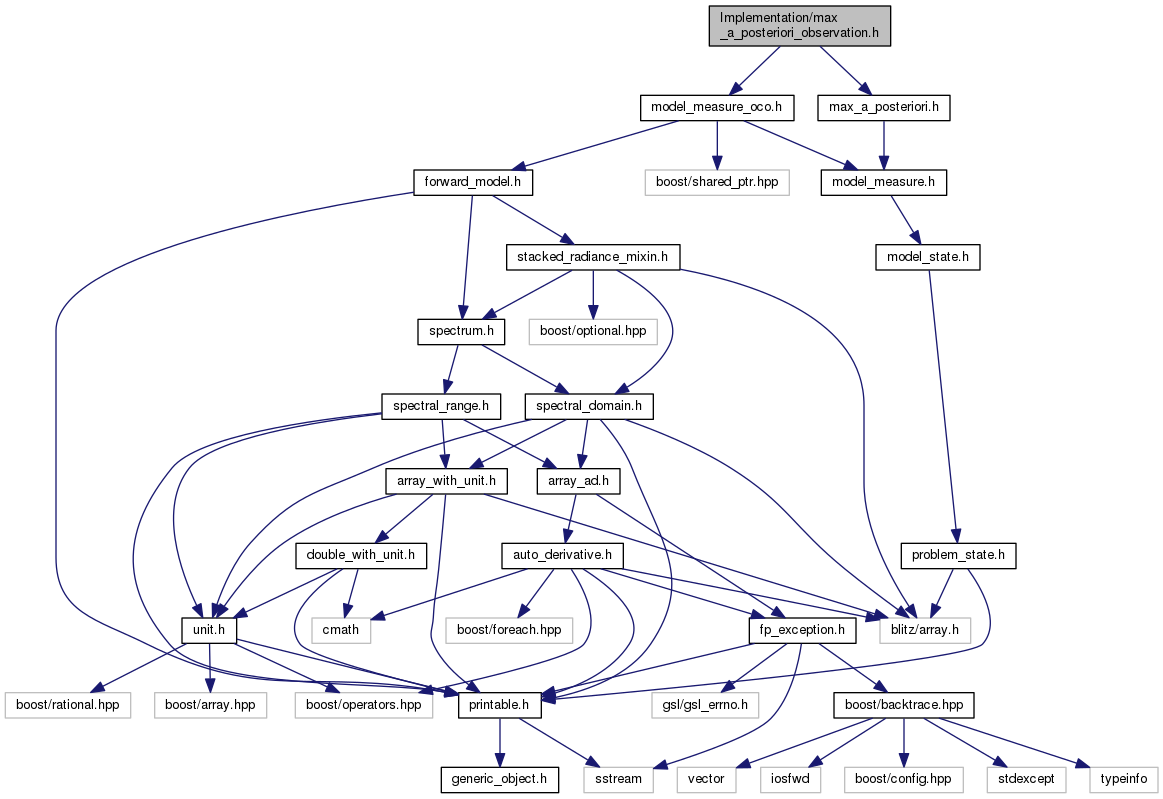 Implementation/max
_a_posteriori_observation.h
model_measure_oco.h
max_a_posteriori.h
forward_model.h
boost/shared_ptr.hpp
model_measure.h
stacked_radiance_mixin.h
model_state.h
spectrum.h
boost/optional.hpp
spectral_range.h
spectral_domain.h
array_with_unit.h
array_ad.h
double_with_unit.h
auto_derivative.h
problem_state.h
unit.h
cmath
boost/foreach.hpp
fp_exception.h
blitz/array.h
boost/rational.hpp
boost/array.hpp
boost/operators.hpp
printable.h
gsl/gsl_errno.h
boost/backtrace.hpp
generic_object.h
sstream
vector
iosfwd
boost/config.hpp
stdexcept
typeinfo